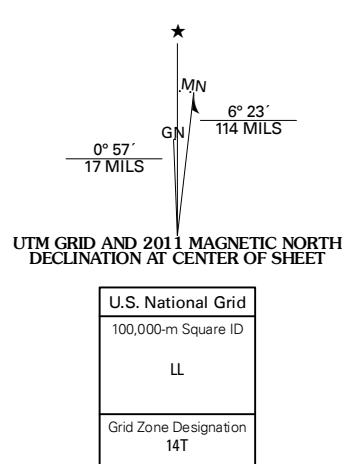 ★
MN
GN
6° 23´
114 MILS
0° 57´
17 MILS
UTM GRID AND 2011 MAGNETIC NORTH
DECLINATION AT CENTER OF SHEET
U.S. National Grid
100,000-m Square ID
LL
Grid Zone Designation
14T